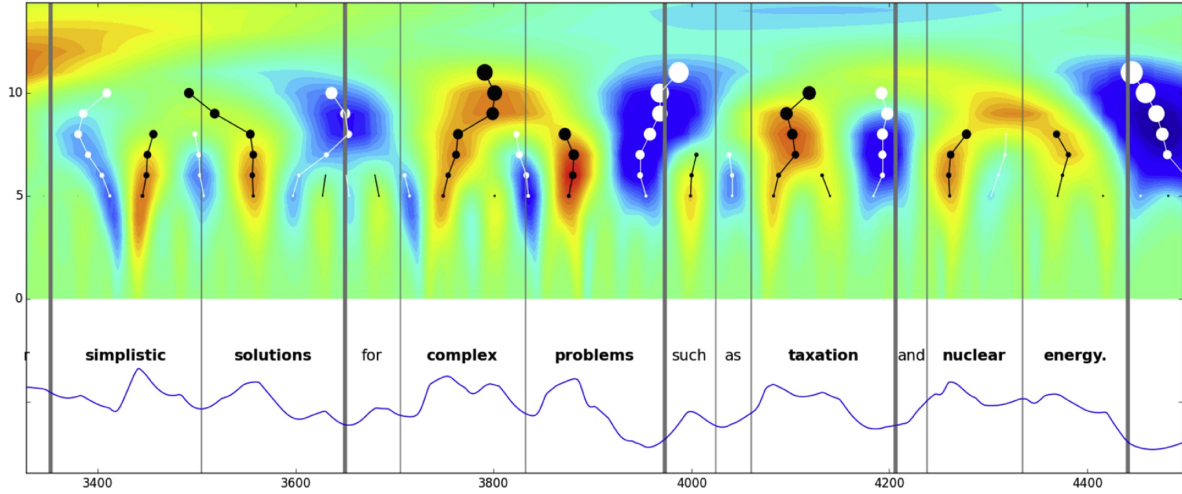 10
5
0
r simplistic solutions for complex problems such as taxation and nuclear energy.
3400 3600 3800 4000 4200 4400